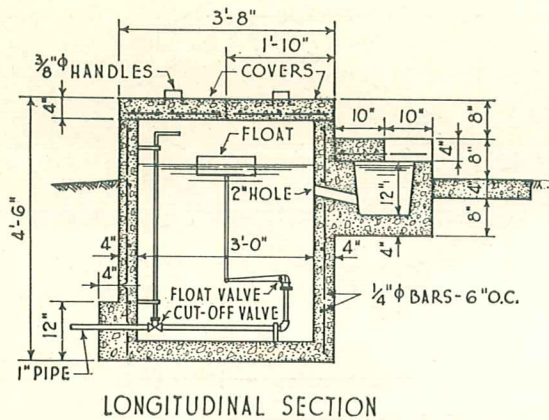 3'-8"
1'-10"
3/8" φ HANDLES
COVERS
4"
10" 10"
8"
FLOAT
4"
8"
2" HOLE
12"
4"
4'-6"
8"
4" 3'-0" 4" 4"
4"
FLOAT VALVE
CUT-OFF VALVE
1/4" φ BARS-6" O.C.
12"
1" PIPE
LONGITUDINAL SECTION